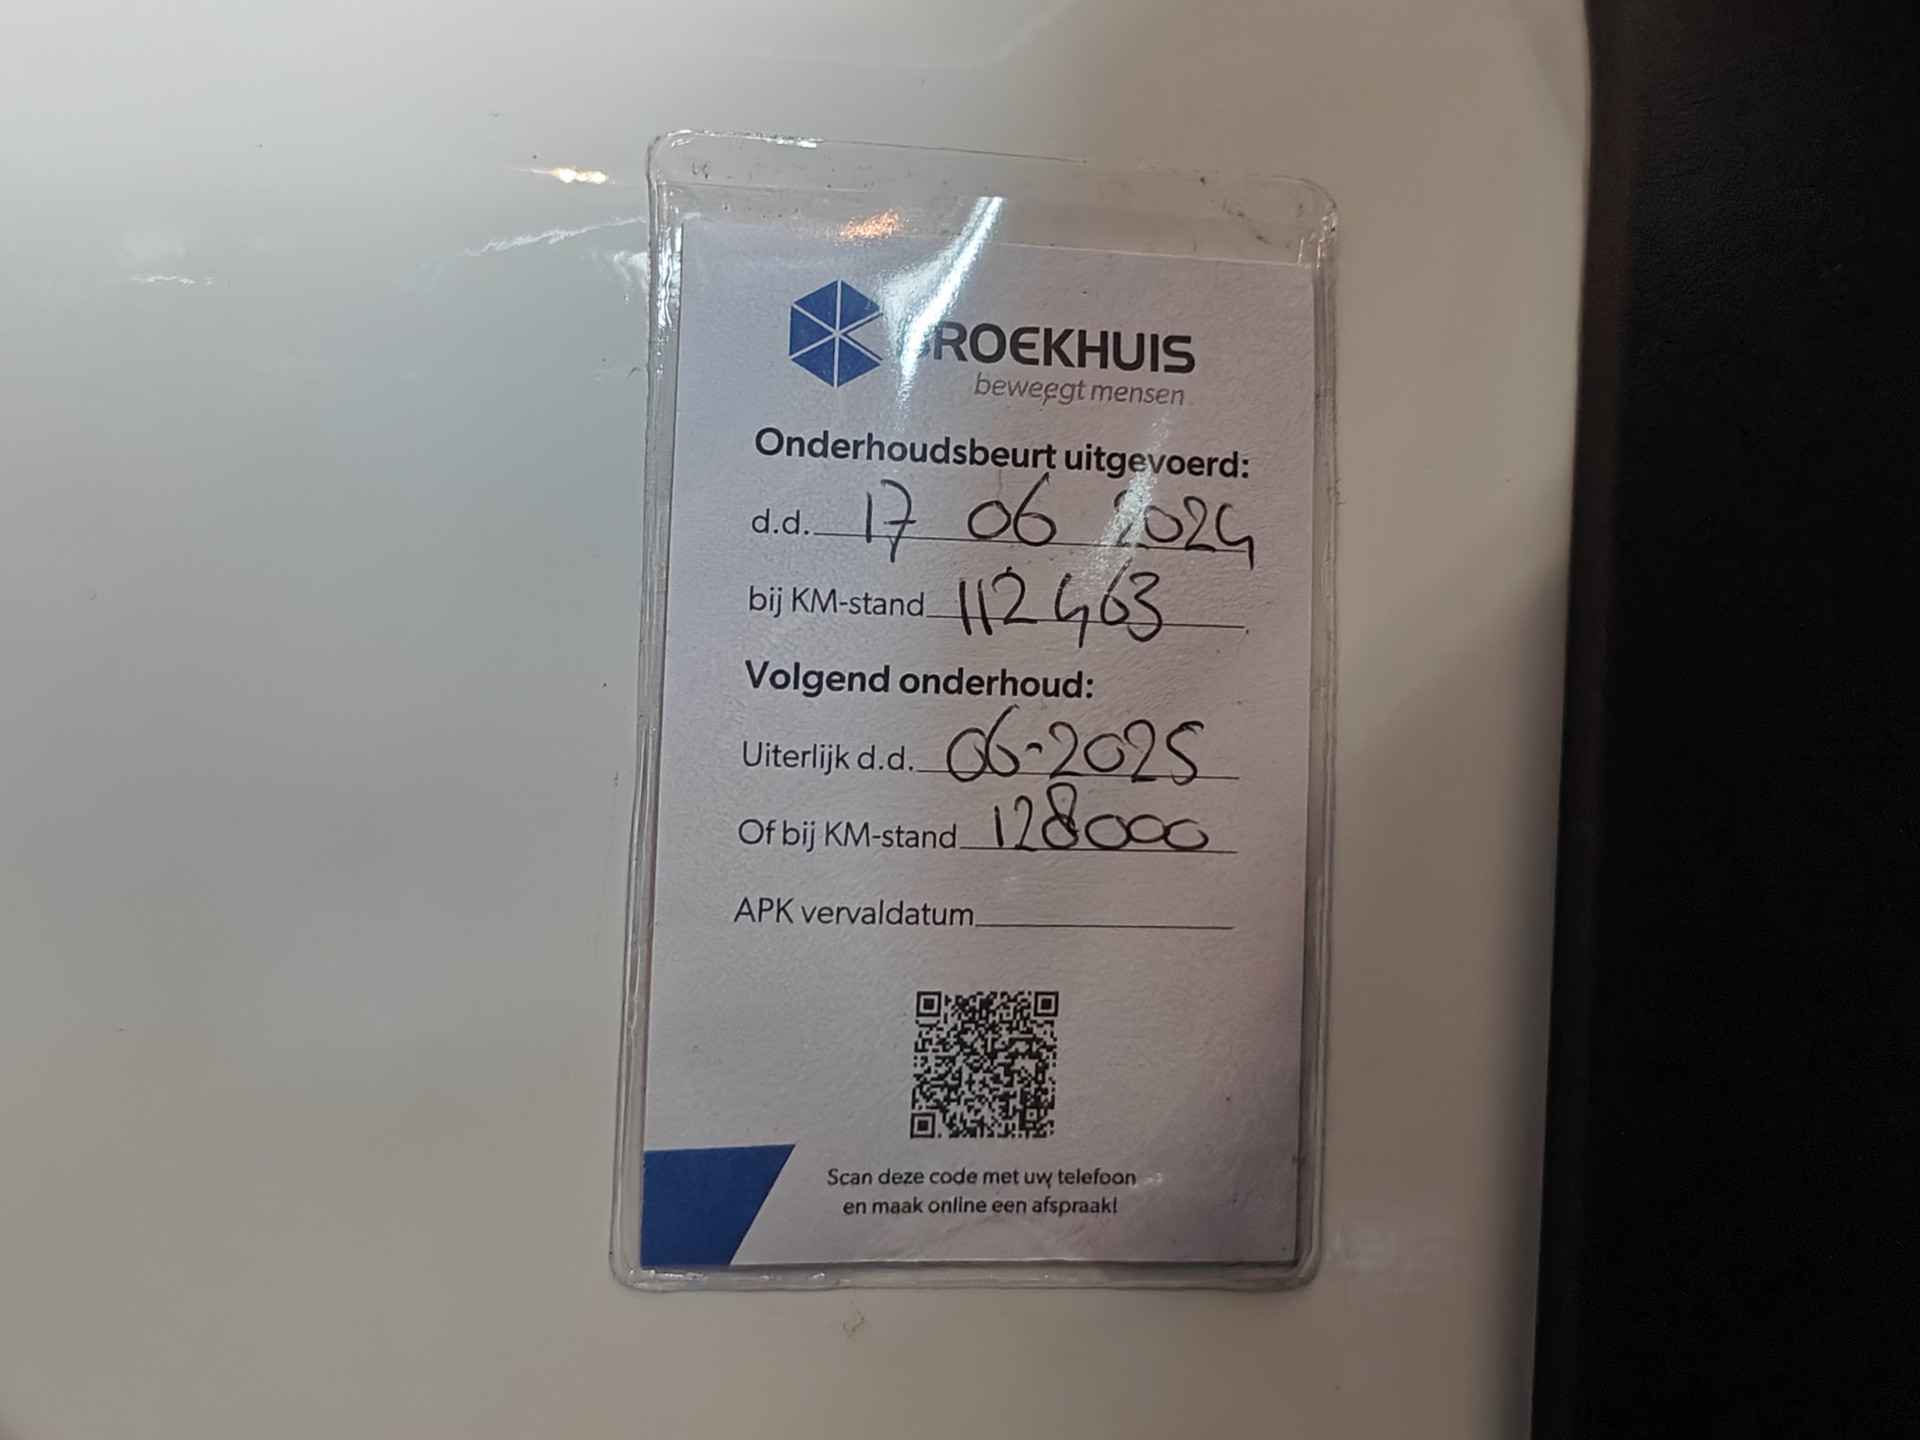 BROEKHUIS
beweegt mensen
Onderhoudsbeurt uitgevoerd:
d.d. 17 06 2024
bij KM-stand 112463
Volgend onderhoud:
Uiterlijk d.d. 06-2025
Of bij KM-stand 128000
APK vervaldatum
Scan deze code met uw telefoon
en maak online een afspraak!